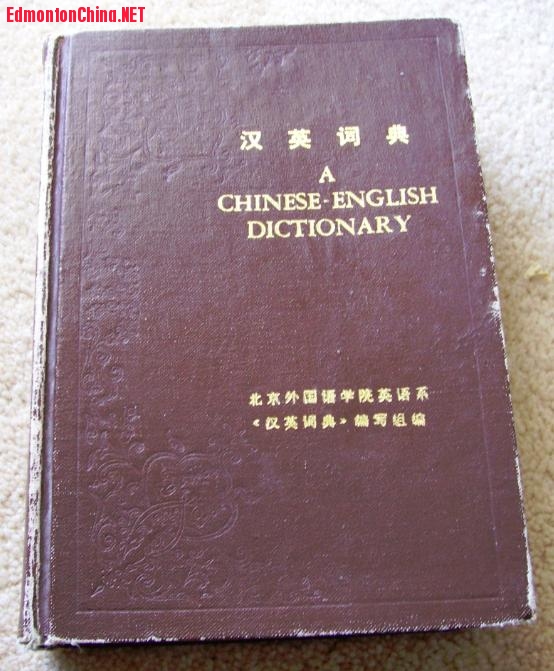 EdmontonChina.NET
汉英词典
A
CHINESE-ENGLISH
DICTIONARY
北京外国语学院英语系
《汉英词典》编写组编